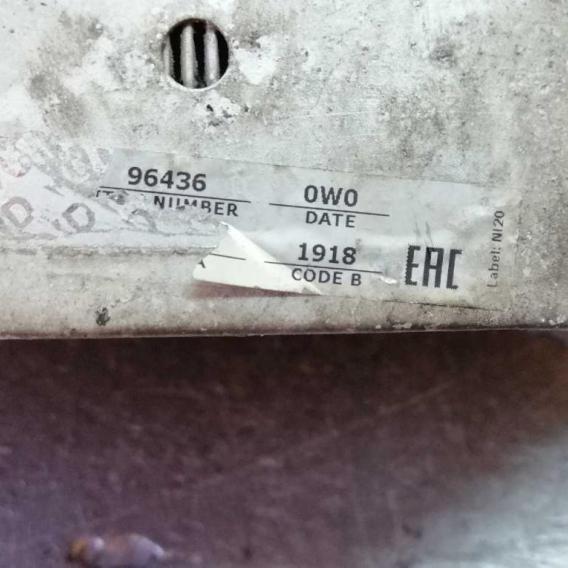 96436 0W0
NUMBER DATE
1918
CODE B
EAC
Label: NI20